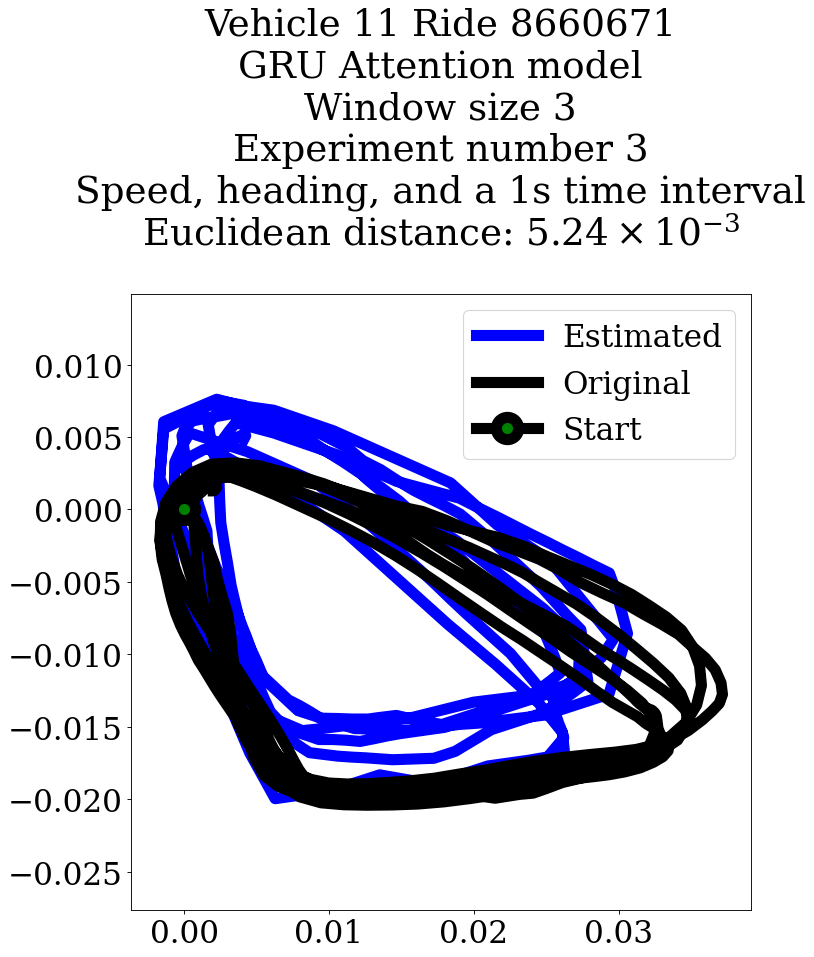 Vehicle 11 Ride 8660671
GRU Attention model
Window size 3
Experiment number 3
Speed, heading, and a 1s time interval
Euclidean distance: 5.24 × 10⁻³
Estimated
Original
Start
0.010
0.005
0.000
−0.005
−0.010
−0.015
−0.020
−0.025
0.00 0.01 0.02 0.03